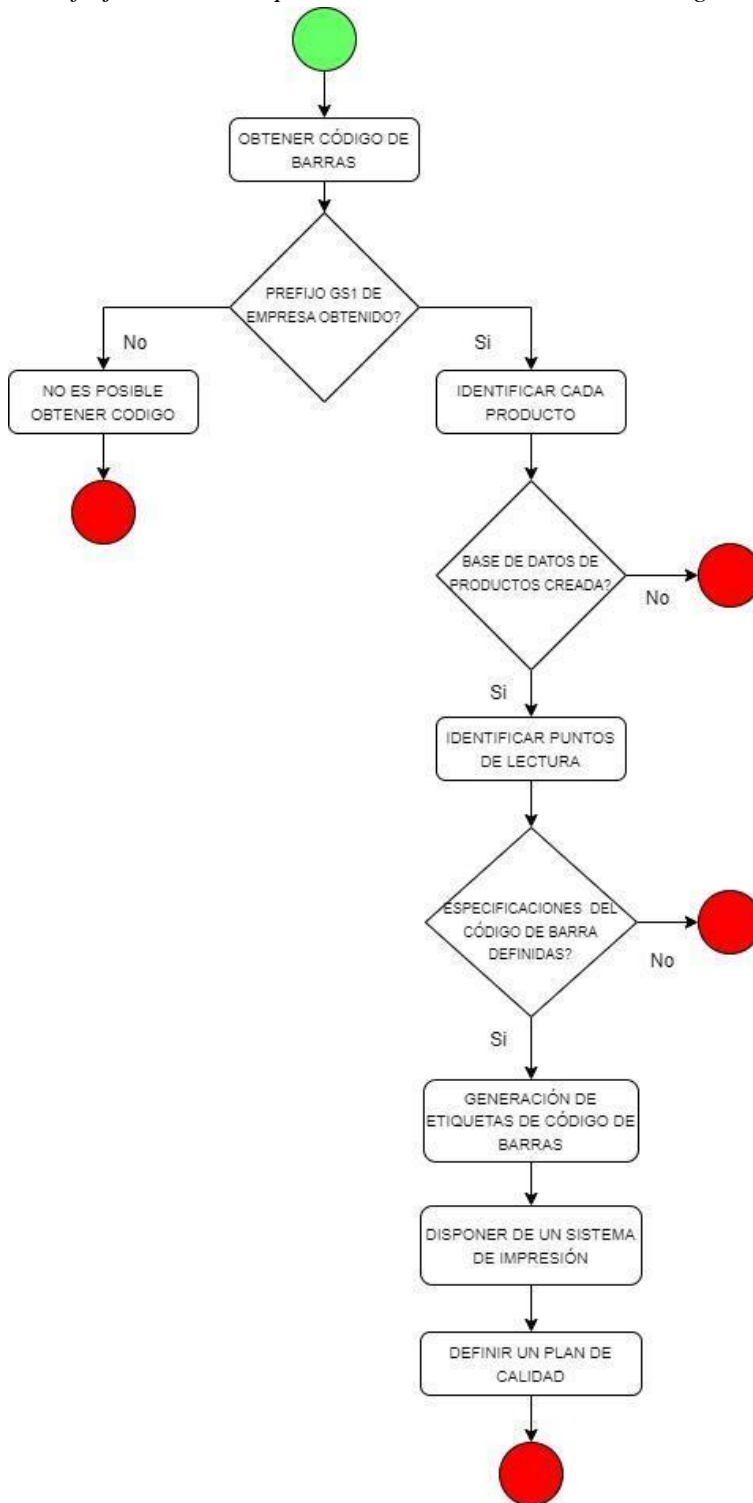 OBTENER CÓDIGO DE
BARRAS
PREFIJO GS1 DE
EMPRESA OBTENIDO?
No
Si
NO ES POSIBLE
OBTENER CODIGO
IDENTIFICAR CADA
PRODUCTO
BASE DE DATOS DE
PRODUCTOS CREADA?
No
Si
IDENTIFICAR PUNTOS
DE LECTURA
ESPECIFICACIONES DEL
CÓDIGO DE BARRA
DEFINIDAS?
No
Si
GENERACIÓN DE
ETIQUETAS DE CÓDIGO DE
BARRAS
DISPONER DE UN SISTEMA
DE IMPRESIÓN
DEFINIR UN PLAN DE
CALIDAD